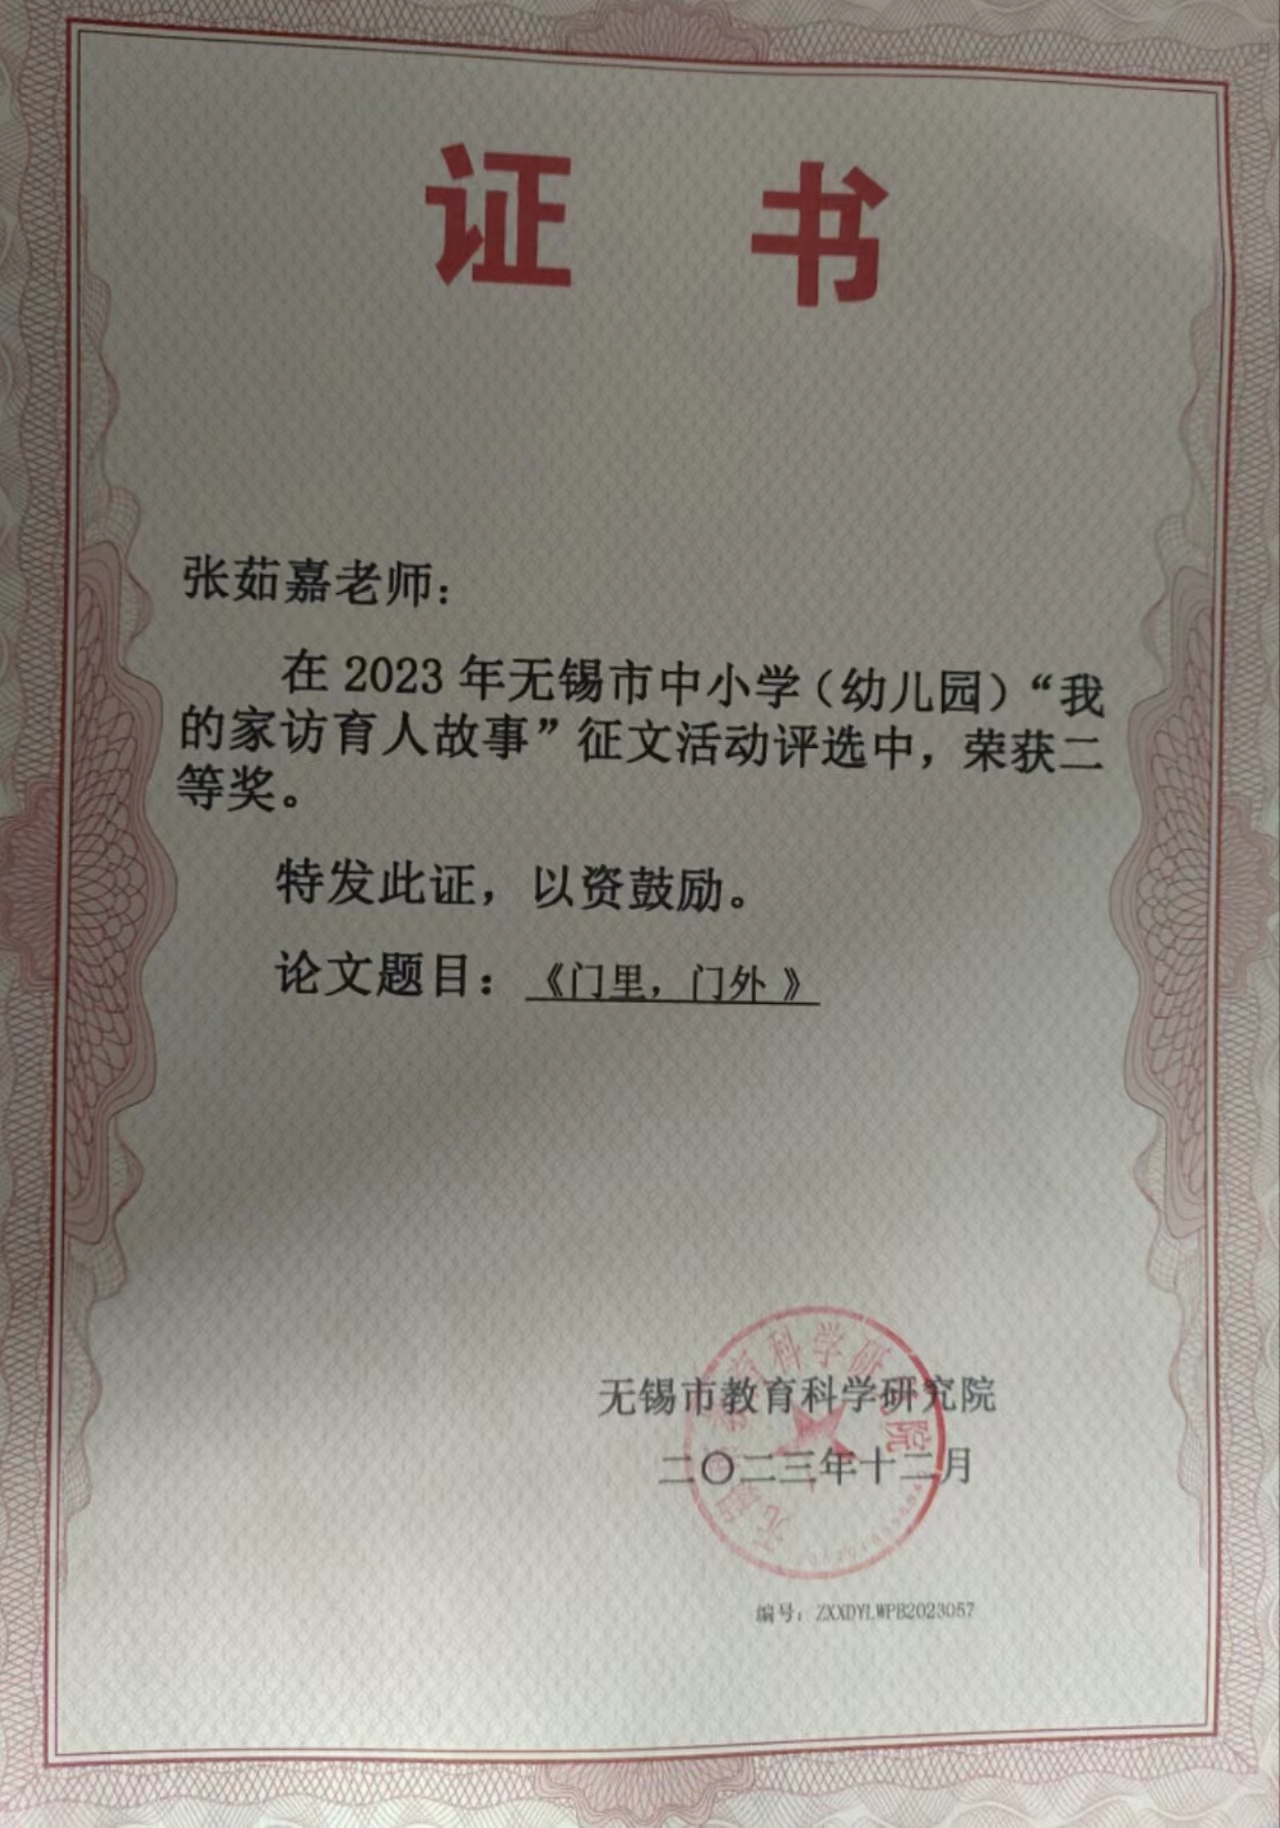 证 书
张茹嘉老师：
在 2023 年无锡市中小学（幼儿园）“我
的家访育人故事”征文活动评选中，荣获二
等奖。
特发此证，以资鼓励。
论文题目：《门里，门外 》
无锡市教育科学研究院
二〇二三年十二月
编号：ZXXDYLWPB2023057